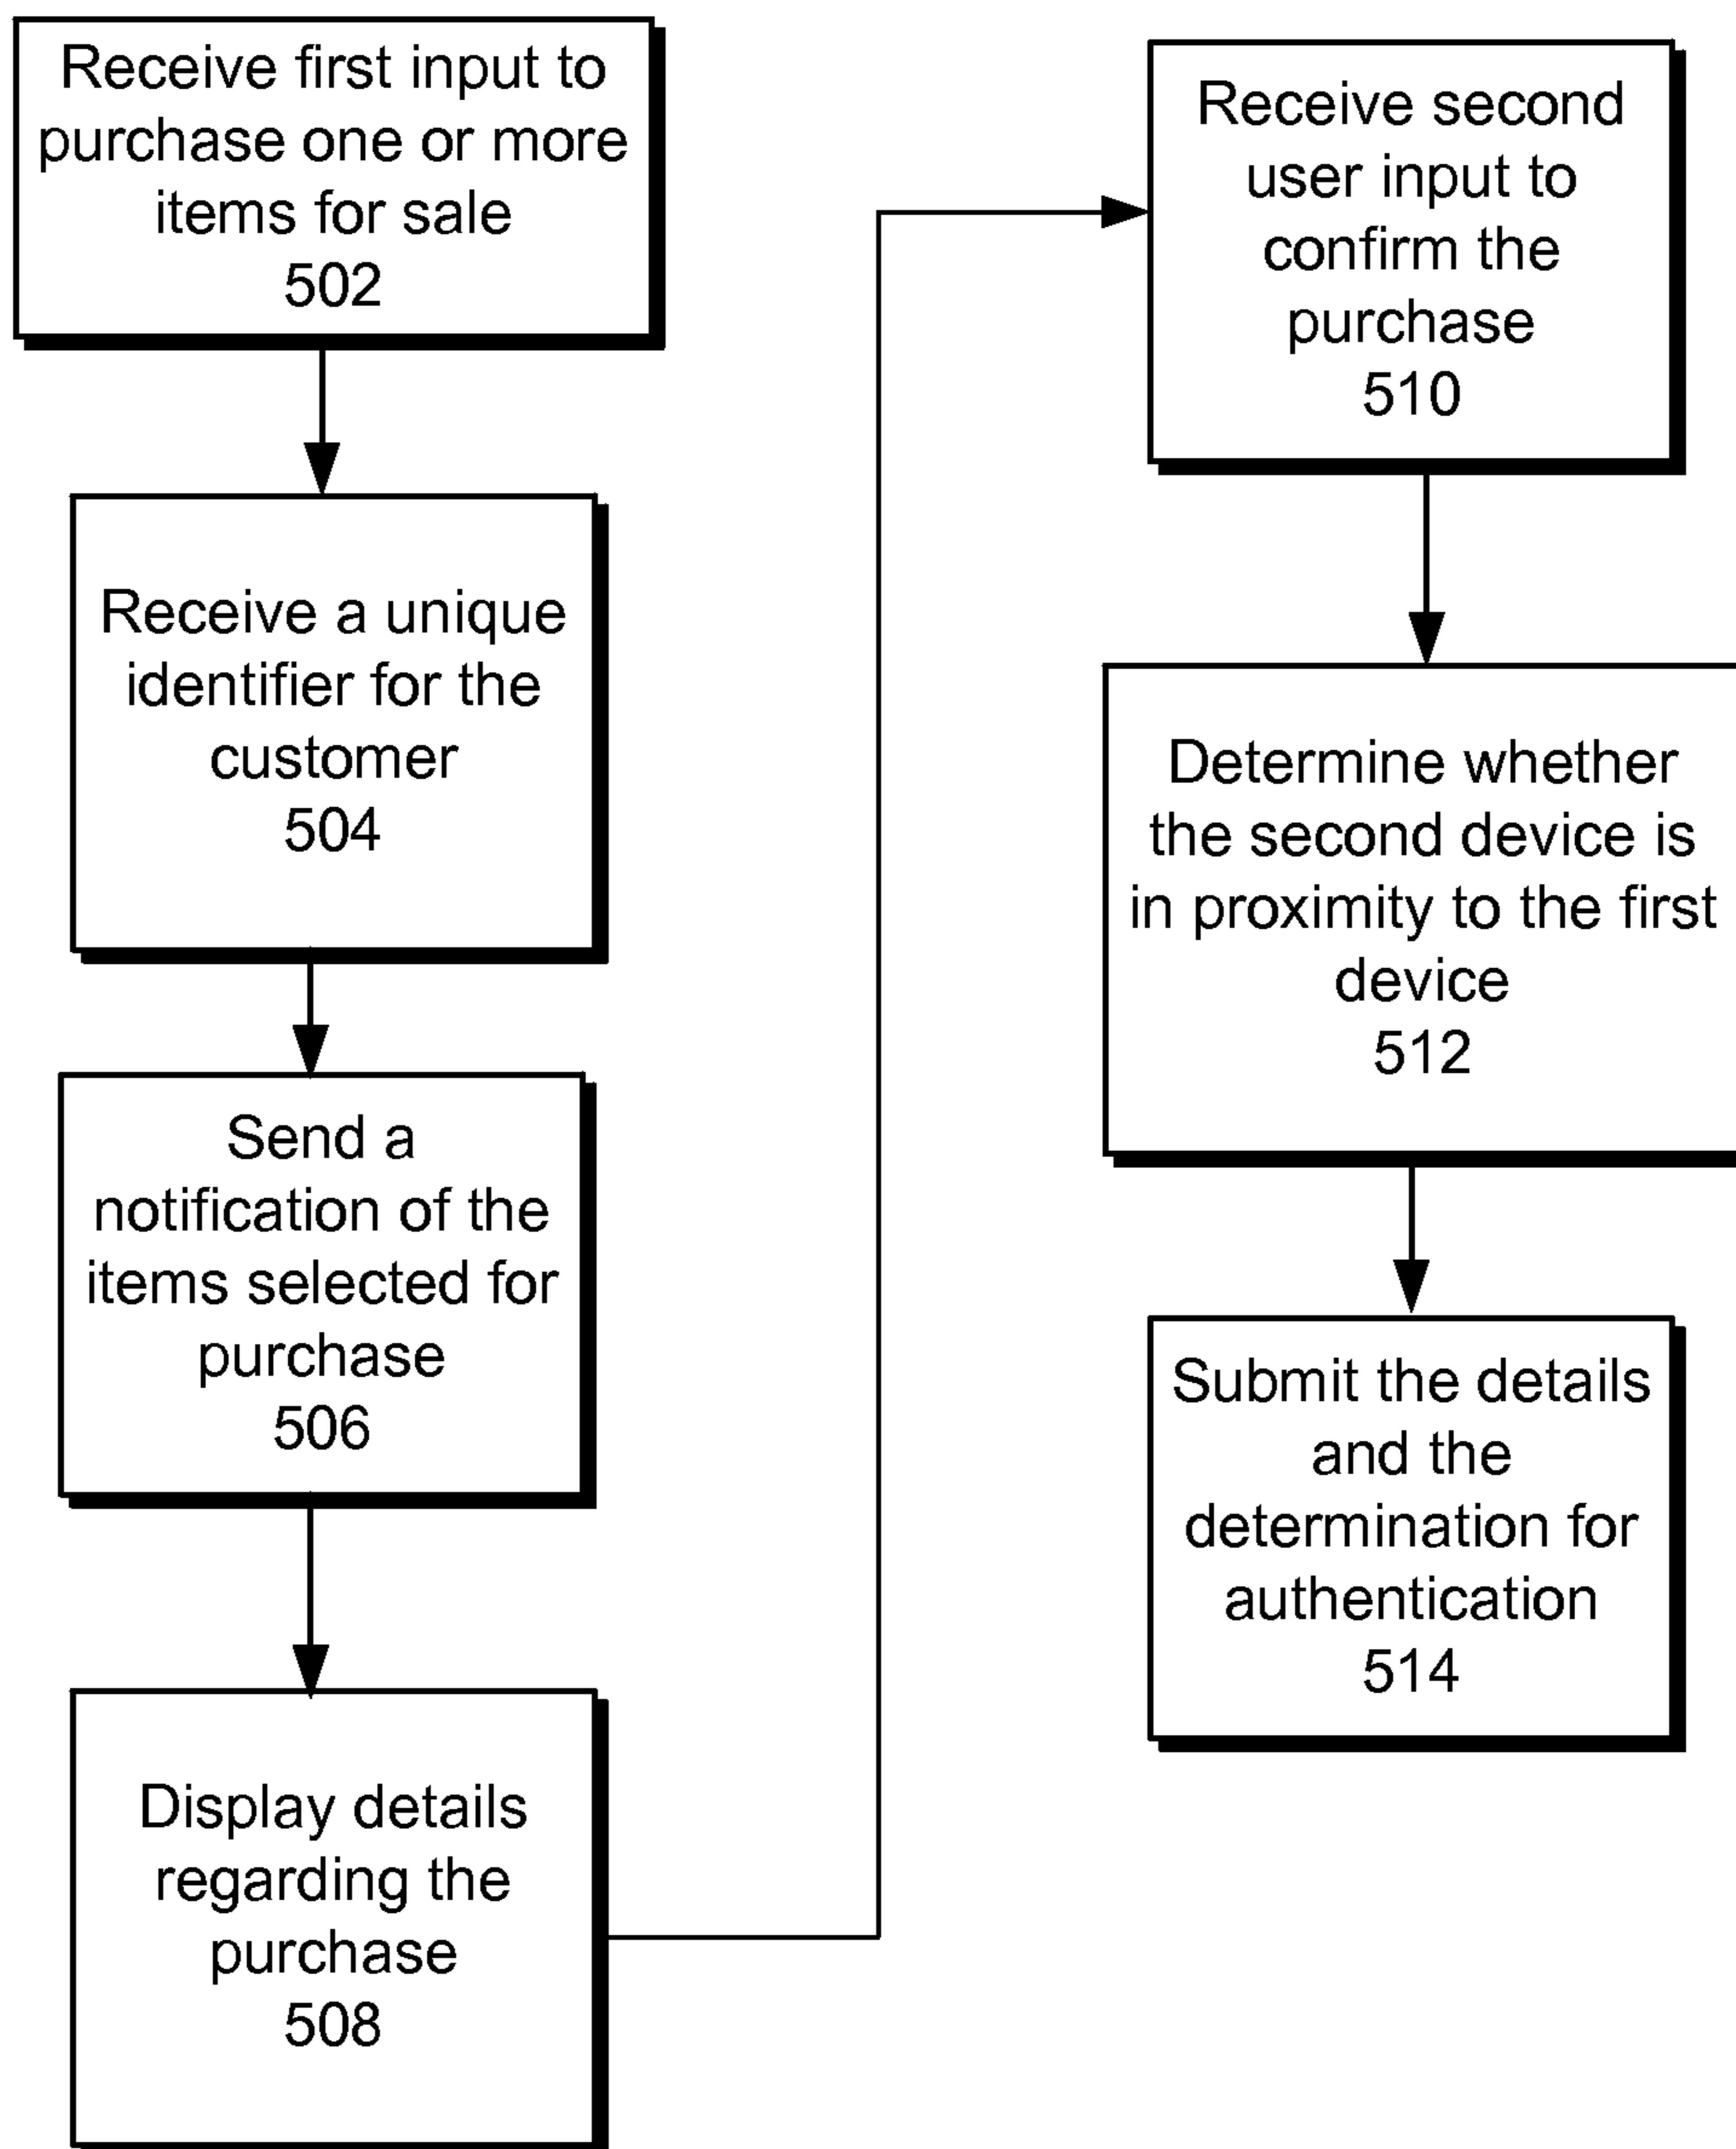 Receive first input to
purchase one or more
items for sale
502
Receive a unique
identifier for the
customer
504
Send a
notification of the
items selected for
purchase
506
Display details
regarding the
purchase
508
Receive second
user input to
confirm the
purchase
510
Determine whether
the second device is
in proximity to the first
device
512
Submit the details
and the
determination for
authentication
514